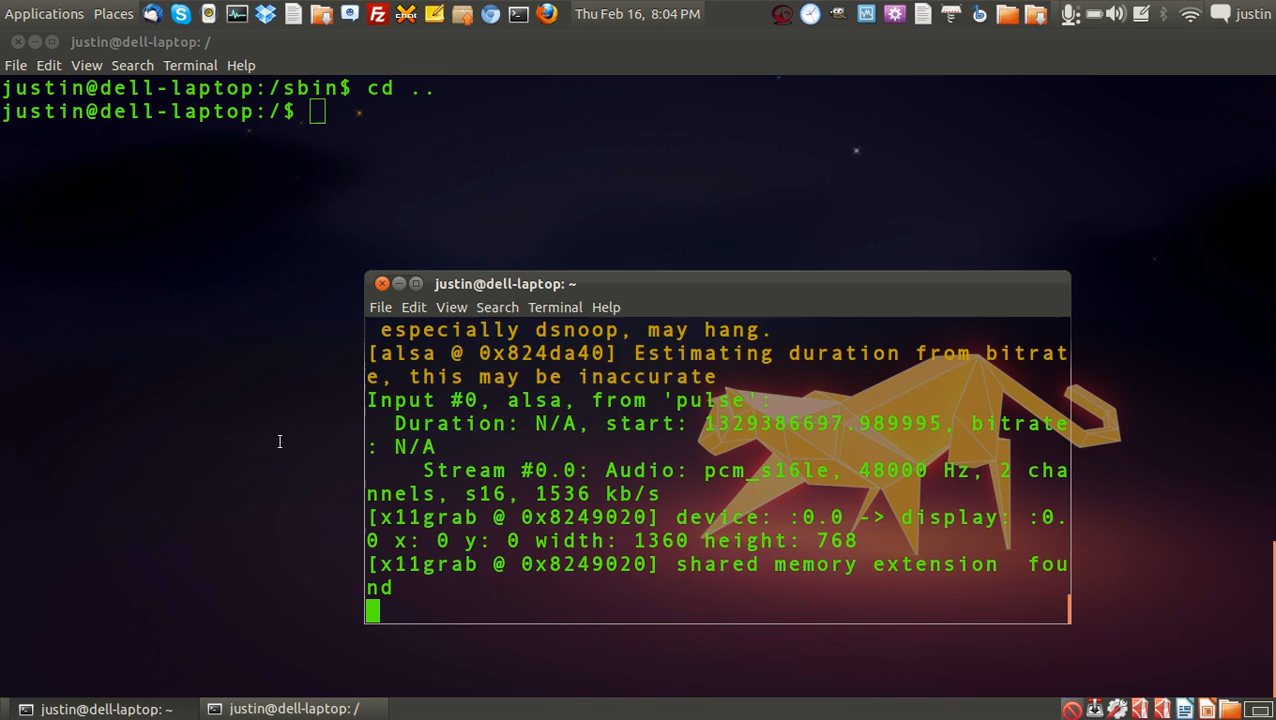 Applications Places
chat
Thu Feb 16, 8:04 PM
justin
justin@dell-laptop: /
File Edit View Search Terminal Help
justin@dell-laptop:/sbin$ cd ..
justin@dell-laptop:/$
justin@dell-laptop: ~
File Edit View Search Terminal Help
especially dsnoop, may hang.
[alsa @ 0x824da40] Estimating duration from bitrat
e, this may be inaccurate
Input #0, alsa, from 'pulse':
Duration: N/A, start: 1329386697.989995, bitrate
: N/A
Stream #0.0: Audio: pcm_s16le, 48000 Hz, 2 cha
nnels, s16, 1536 kb/s
[x11grab @ 0x8249020] device: :0.0 -> display: :0.
0 x: 0 y: 0 width: 1360 height: 768
[x11grab @ 0x8249020] shared memory extension  fou
nd
justin@dell-laptop: ~
justin@dell-laptop: /